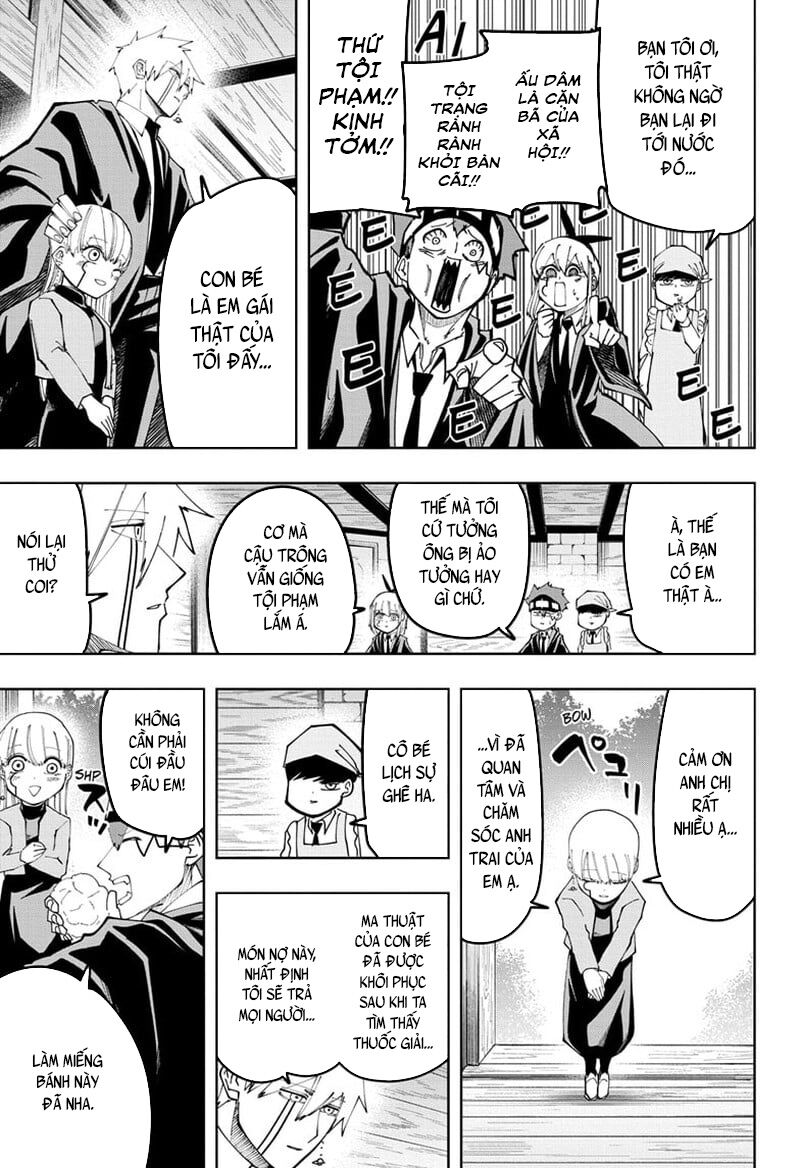 BẠN TÔI ƠI,
TÔI THẬT
KHÔNG NGỜ
BẠN LẠI ĐI
TỚI NƯỚC
ĐÓ...
AI
ẤU DÂM
LÀ CẶN
BÃ CỦA
XÃ
HỘI!!
TỘI
TRẠNG
RÀNH
RÀNH
KHỎI BÀN
CÃI!!
THỨ
TỘI
PHẠM!!
KINH
TỞM!!
E
E
E
E
E
E
E
E
CON BÉ
LÀ EM GÁI
THẬT CỦA
TÔI ĐẤY...
À, THẾ
LÀ BẠN
CÓ EM
THẬT À...
THẾ MÀ TÔI
CỨ TƯỞNG
ÔNG BỊ ẢO
TƯỞNG HAY
GÌ CHỨ.
CƠ MÀ
CẬU TRÔNG
VẪN GIỐNG
TỘI PHẠM
LẮM Á.
NÓI LẠI
THỬ
COI?
CẢM ƠN
ANH CHỊ
RẤT
NHIỀU Ạ...
BOW
ペコッ
...VÌ ĐÃ
QUAN
TÂM VÀ
CHĂM
SÓC ANH
TRAI CỦA
EM Ạ.
CÔ BÉ
LỊCH SỰ
GHÊ HA.
KHÔNG
CẦN PHẢI
CÚI ĐẦU
ĐÂU EM!
SHP
MA THUẬT
CỦA CON BÉ
ĐÃ ĐƯỢC
KHÔI PHỤC
SAU KHI TA
TÌM THẤY
THUỐC GIẢI...
MÓN NỢ NÀY,
NHẤT ĐỊNH
TÔI SẼ TRẢ
MỌI NGƯỜI...
LÀM MIẾNG
BÁNH NÀY
ĐÃ NHA.